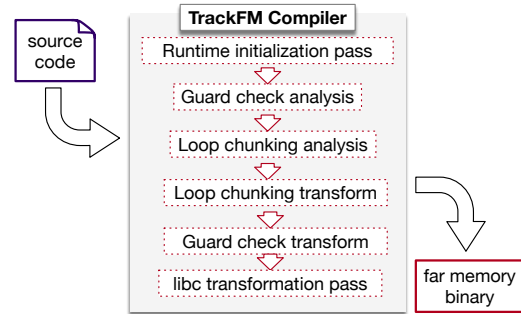 TrackFM Compiler
source
code
Runtime initialization pass
Guard check analysis
Loop chunking analysis
Loop chunking transform
Guard check transform
libc transformation pass
far memory
binary